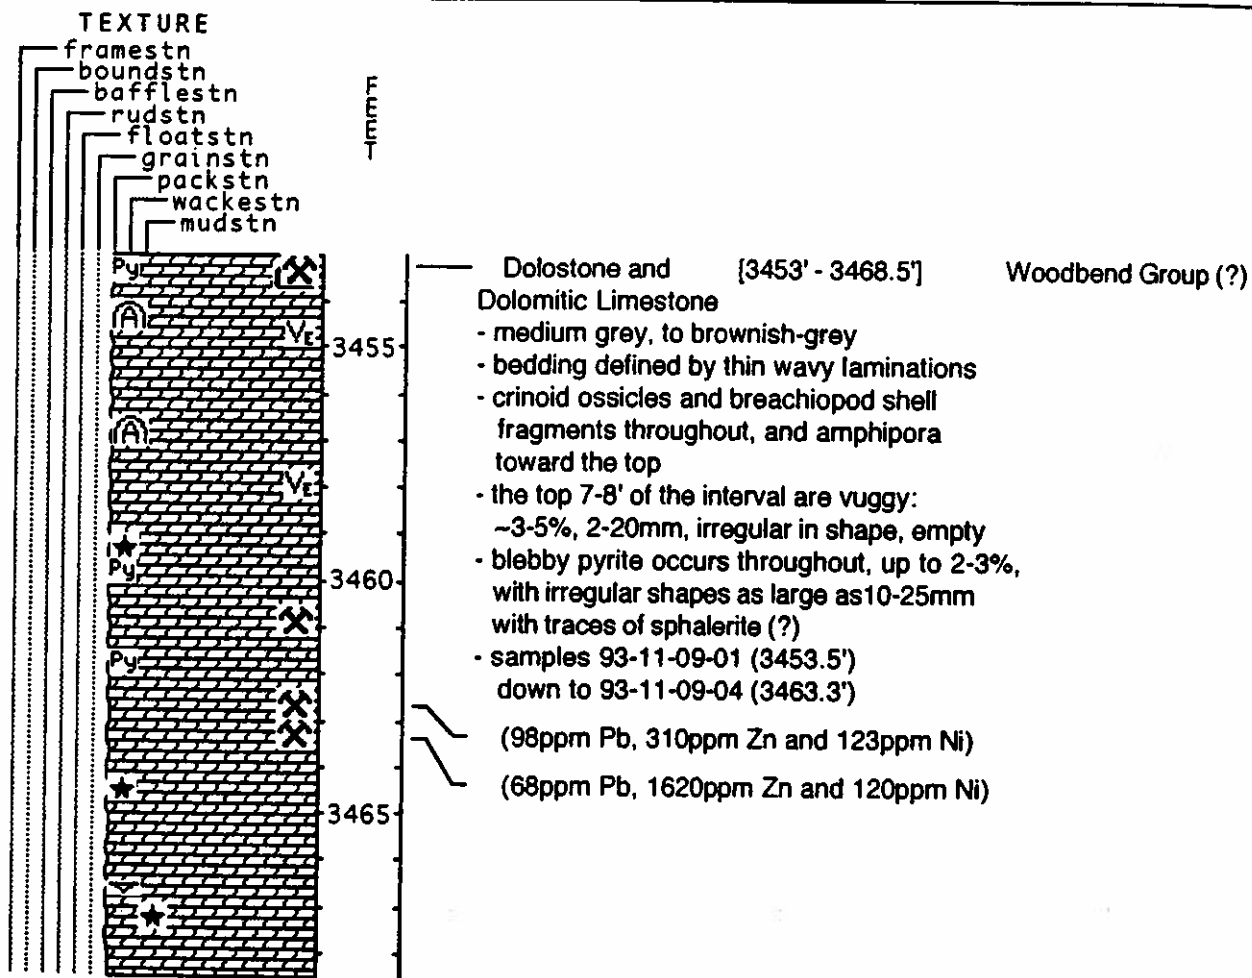 TEXTURE
framestn
boundstn
bafflestn
rudstn
floatstn
grainstn
packstn
wackestn
mudstn
FEET
Py
A
VE
3455
A
VE
Py
3460
Py
3465
Dolostone and [3453' - 3468.5'] Woodbend Group (?)
Dolomitic Limestone
- medium grey, to brownish-grey
- bedding defined by thin wavy laminations
- crinoid ossicles and breachiopod shell
fragments throughout, and amphipora
toward the top
- the top 7-8' of the interval are vuggy:
~3-5%, 2-20mm, irregular in shape, empty
- blebby pyrite occurs throughout, up to 2-3%,
with irregular shapes as large as10-25mm
with traces of sphalerite (?)
- samples 93-11-09-01 (3453.5')
down to 93-11-09-04 (3463.3')
(98ppm Pb, 310ppm Zn and 123ppm Ni)
(68ppm Pb, 1620ppm Zn and 120ppm Ni)